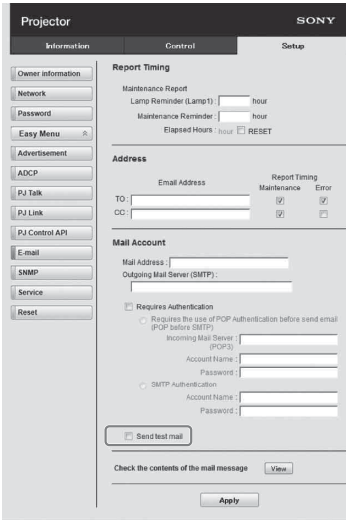 Projector
SONY
Information
Control
Setup
Owner information
Network
Password
Easy Menu
Advertisement
ADCP
PJ Talk
PJ Link
PJ Control API
E-mail
SNMP
Service
Reset
Report Timing
Maintenance Report
Lamp Reminder (Lamp1) : hour
Maintenance Reminder : hour
Elapsed Hours : hour RESET
Address
Email Address
Report Timing
Maintenance Error
TO :
CC :
Mail Account
Mail Address :
Outgoing Mail Server (SMTP) :
Requires Authentication
Requires the use of POP Authentication before send email
(POP before SMTP)
Incoming Mail Server :
(POP3)
Account Name :
Password :
SMTP Authentication
Account Name :
Password :
Send test mail
Check the contents of the mail message View
Apply